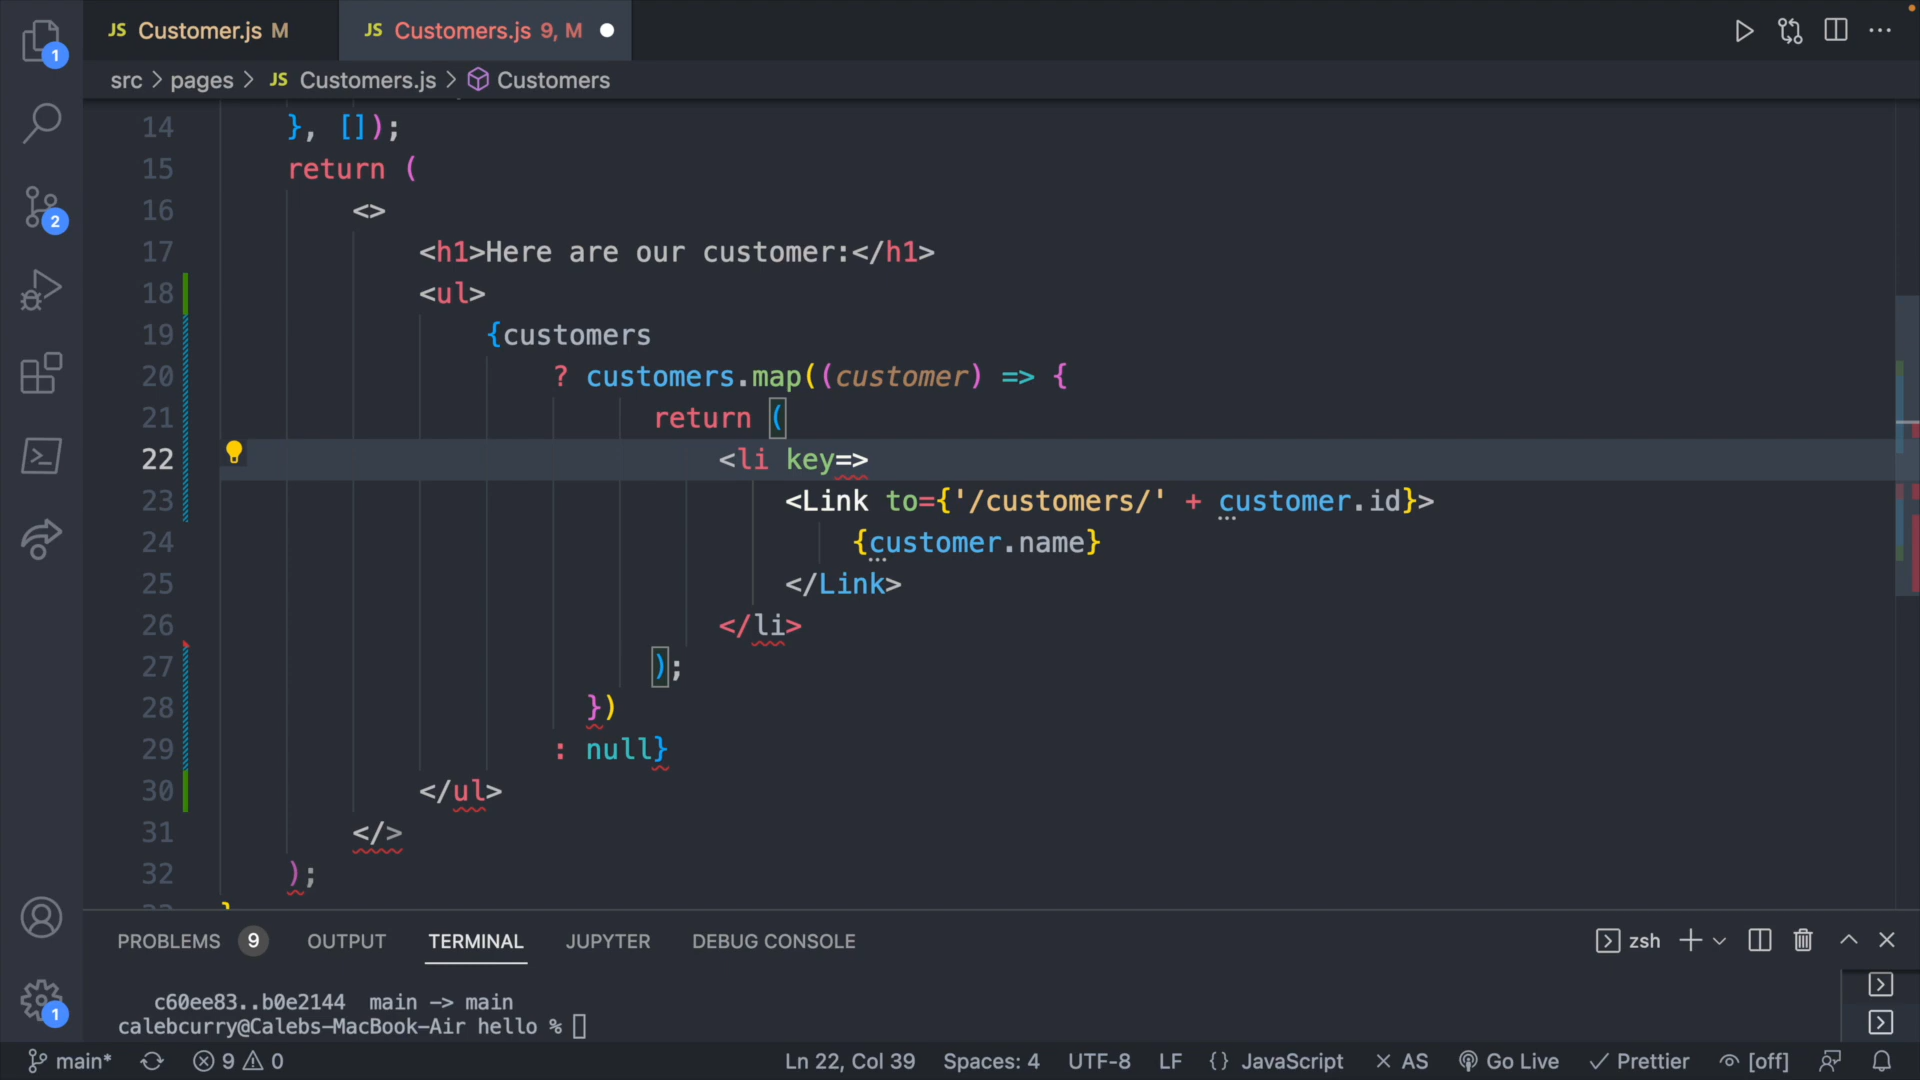 JS Customer.js M
JS Customers.js 9, M
src > pages > JS Customers.js > Customers
14 }, []);
15 return (
16 <>
17 <h1>Here are our customer:</h1>
18 <ul>
19 {customers
20 ? customers.map((customer) => {
21 return (
22 <li key=>
23 <Link to={'/customers/' + customer.id}>
24 {customer.name}
25 </Link>
26 </li>
27 );
28 })
29 : null}
30 </ul>
31 </>
32 );
33 }
1
2
1
PROBLEMS 9 OUTPUT TERMINAL JUPYTER DEBUG CONSOLE
zsh
c60ee83..b0e2144 main -> main
calebcurry@Calebs-MacBook-Air hello %
main* 9 0
Ln 22, Col 39 Spaces: 4 UTF-8 LF {} JavaScript AS Go Live Prettier [off]